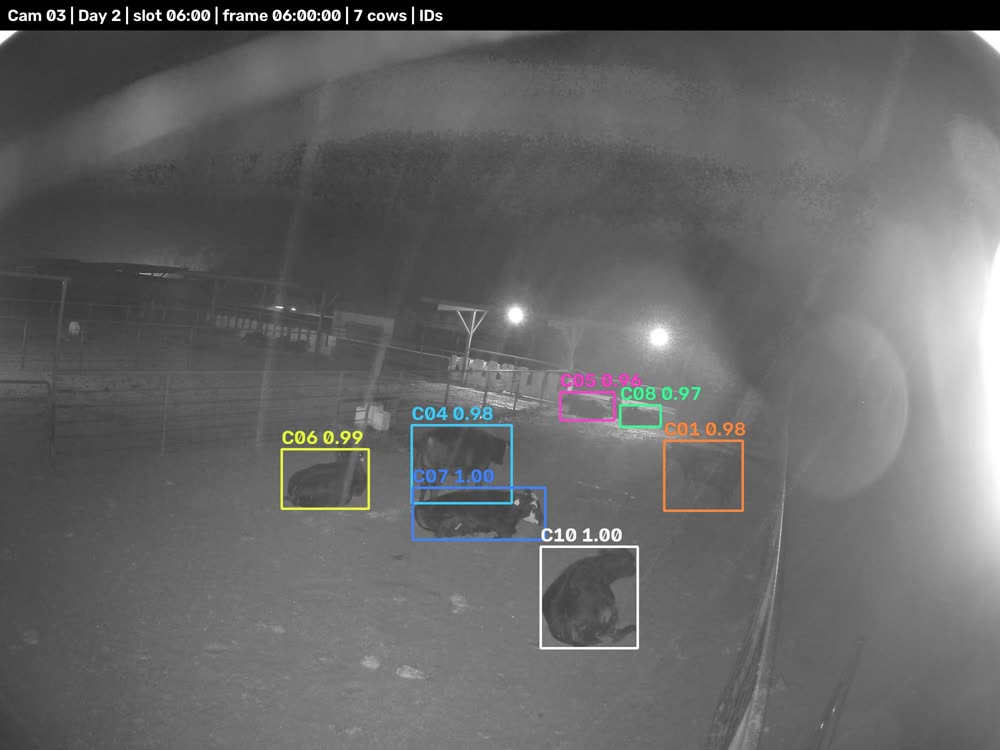 Cam 03 | Day 2 | slot 06:00 | frame 06:00:00 | 7 cows | IDs
C05 0.96
C08 0.97
C04 0.98
C01 0.98
C06 0.99
C07 1.00
C10 1.00